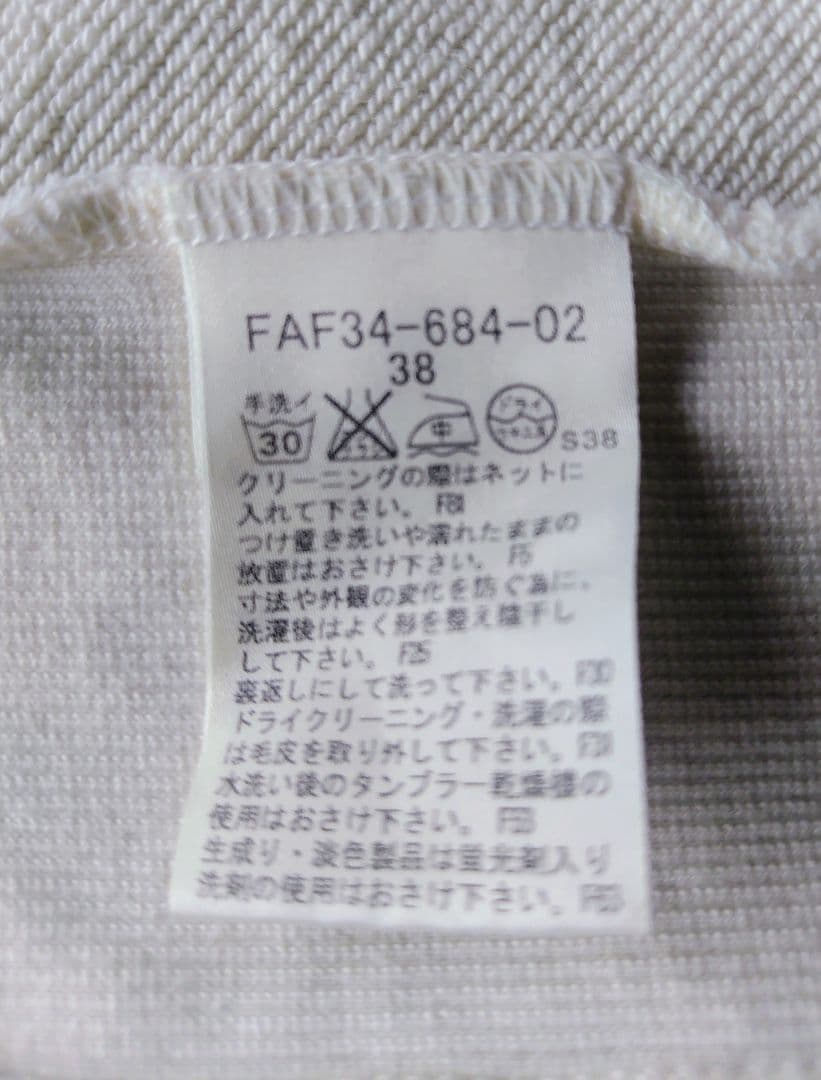 FAF34-684-02
38
手洗イ
30
中
ドライ
S38
クリーニングの際はネットに
入れて下さい。
つけ置き洗いや濡れたままの
放置はおさけ下さい。 F15
寸法や外観の変化を防ぐ為に、
洗濯後はよく形を整え陰干し
して下さい。 F25
裏返しにして洗って下さい。 F30
ドライクリーニング・洗濯の際
は毛皮を取り外して下さい。 F31
水洗い後のタンブラー乾燥機の
使用はおさけ下さい。
生成り・淡色製品は蛍光剤入り
洗剤の使用はおさけ下さい。